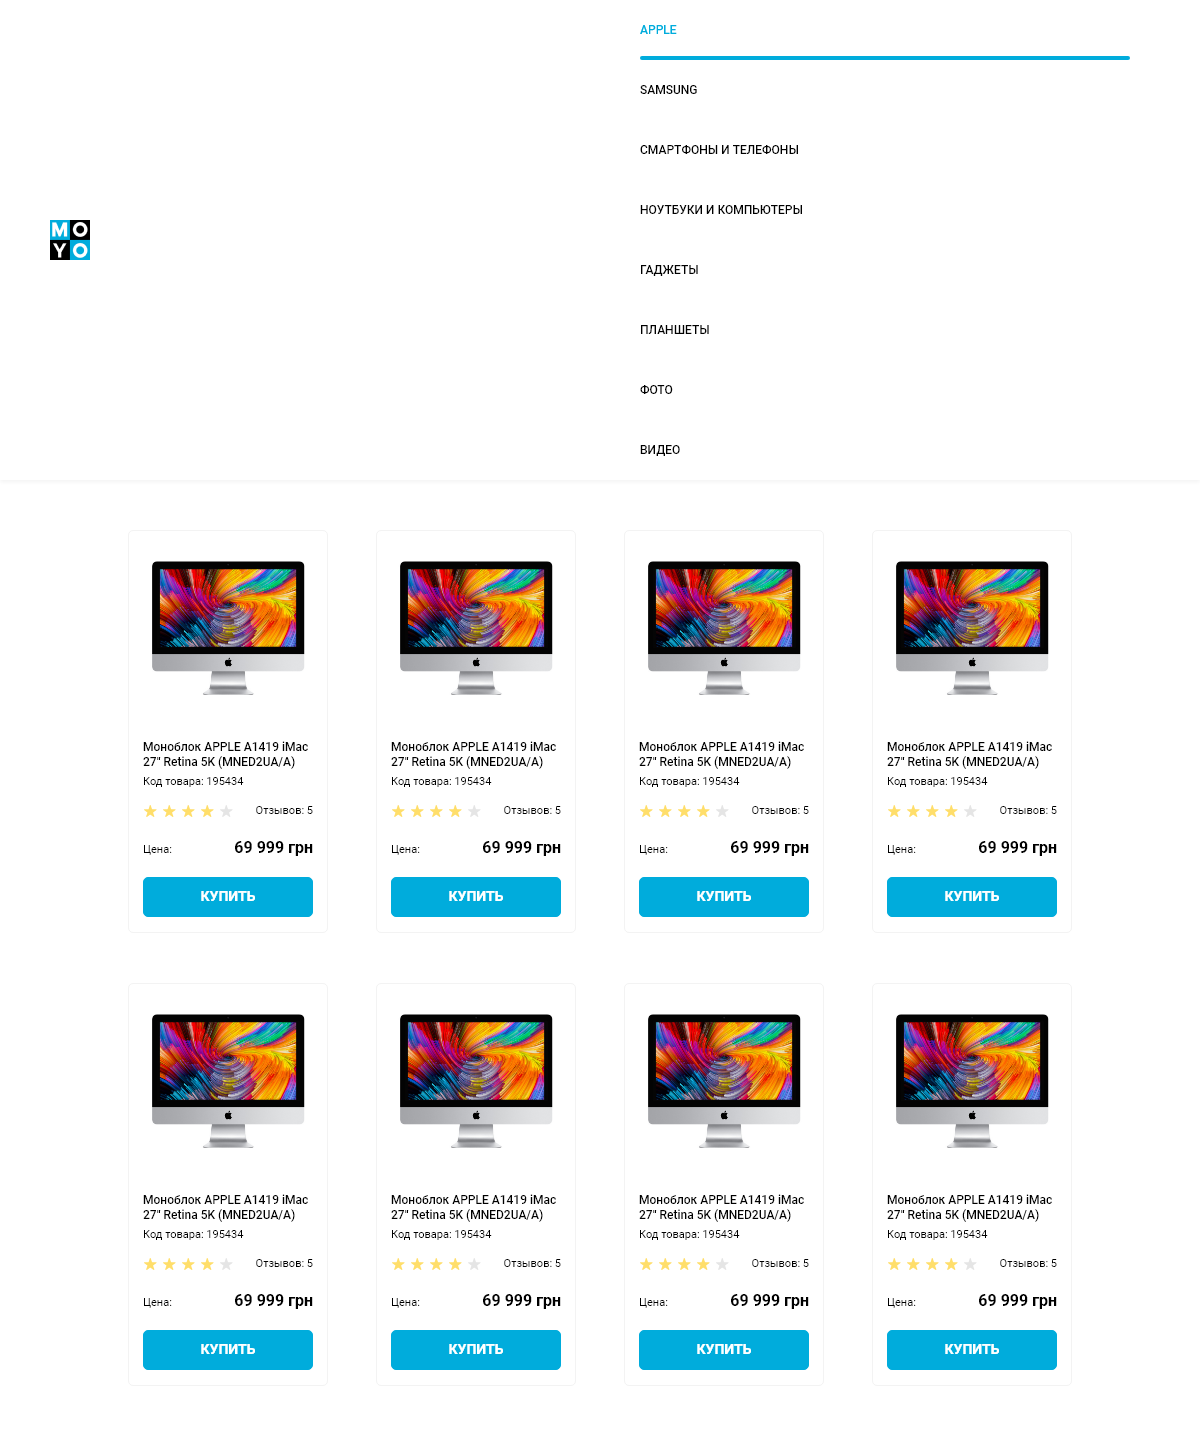 APPLE
SAMSUNG
СМАРТФОНЫ И ТЕЛЕФОНЫ
НОУТБУКИ И КОМПЬЮТЕРЫ
MO
YO
ГАДЖЕТЫ
ПЛАНШЕТЫ
ФОТО
ВИДЕО
Моноблок APPLE A1419 iMac
27" Retina 5K (MNED2UA/A)
Код товара: 195434
Отзывов: 5
Цена: 69 999 грн
КУПИТЬ
Моноблок APPLE A1419 iMac
27" Retina 5K (MNED2UA/A)
Код товара: 195434
Отзывов: 5
Цена: 69 999 грн
КУПИТЬ
Моноблок APPLE A1419 iMac
27" Retina 5K (MNED2UA/A)
Код товара: 195434
Отзывов: 5
Цена: 69 999 грн
КУПИТЬ
Моноблок APPLE A1419 iMac
27" Retina 5K (MNED2UA/A)
Код товара: 195434
Отзывов: 5
Цена: 69 999 грн
КУПИТЬ
Моноблок APPLE A1419 iMac
27" Retina 5K (MNED2UA/A)
Код товара: 195434
Отзывов: 5
Цена: 69 999 грн
КУПИТЬ
Моноблок APPLE A1419 iMac
27" Retina 5K (MNED2UA/A)
Код товара: 195434
Отзывов: 5
Цена: 69 999 грн
КУПИТЬ
Моноблок APPLE A1419 iMac
27" Retina 5K (MNED2UA/A)
Код товара: 195434
Отзывов: 5
Цена: 69 999 грн
КУПИТЬ
Моноблок APPLE A1419 iMac
27" Retina 5K (MNED2UA/A)
Код товара: 195434
Отзывов: 5
Цена: 69 999 грн
КУПИТЬ